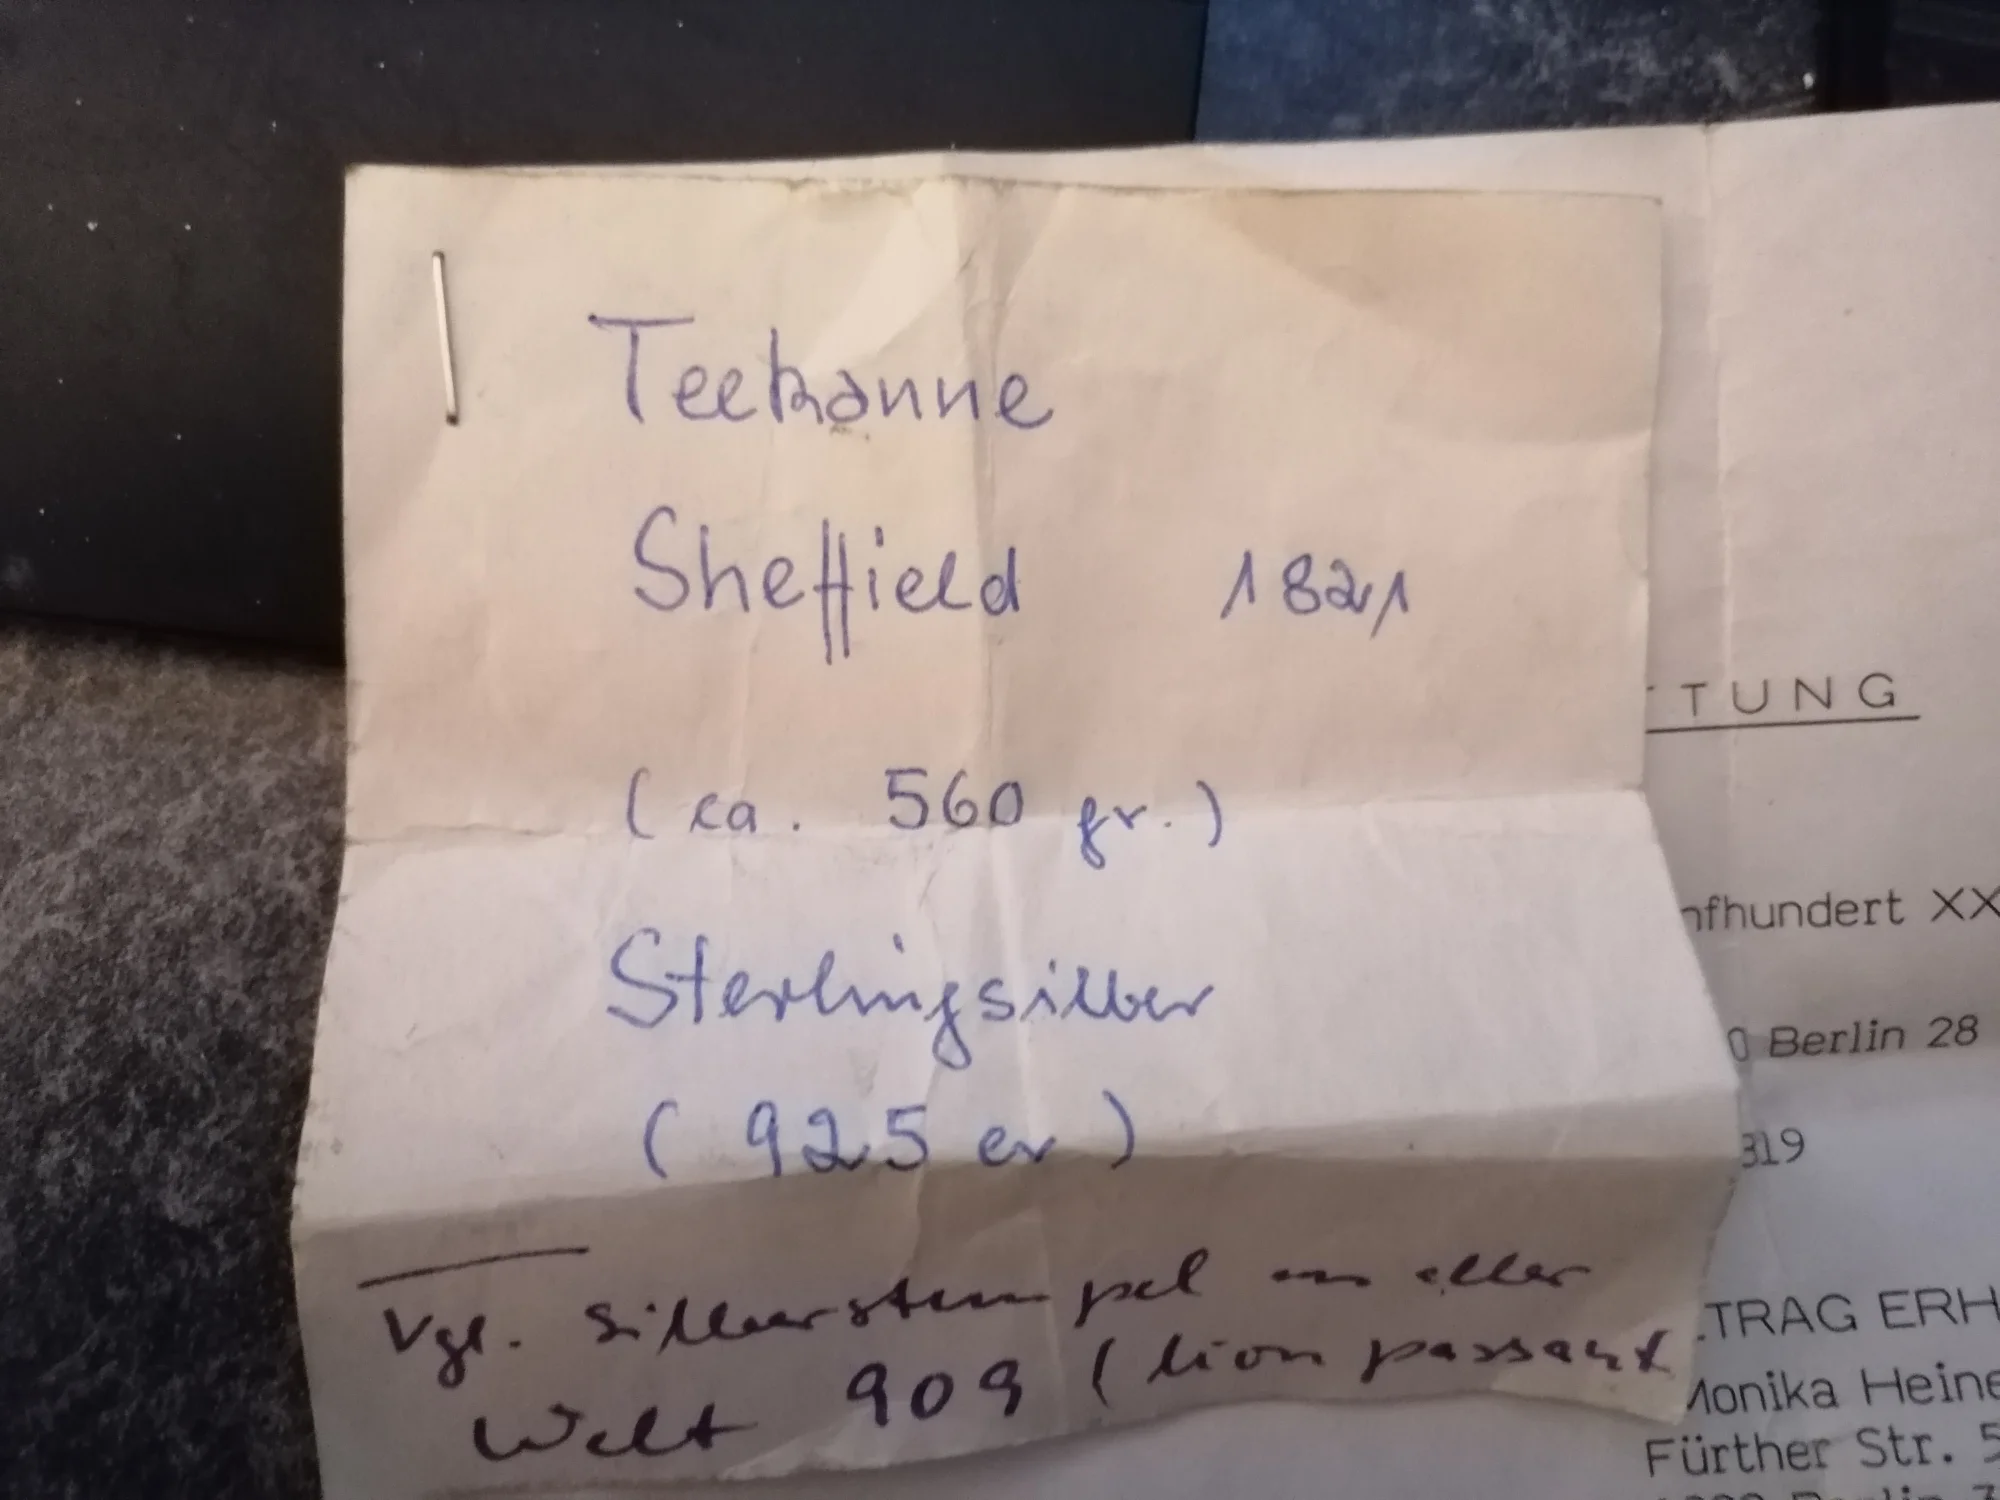 Teekanne
Sheffield 1821
(ca. 560 gr.)
Sterlingsilber
(925 er)
Vgl. Silberstempel in aller
Welt 909 (lion passant
TUNG
nfhundert XX
0 Berlin 28
319
TRAG ERH
Monika Heine
Fürther Str. 5